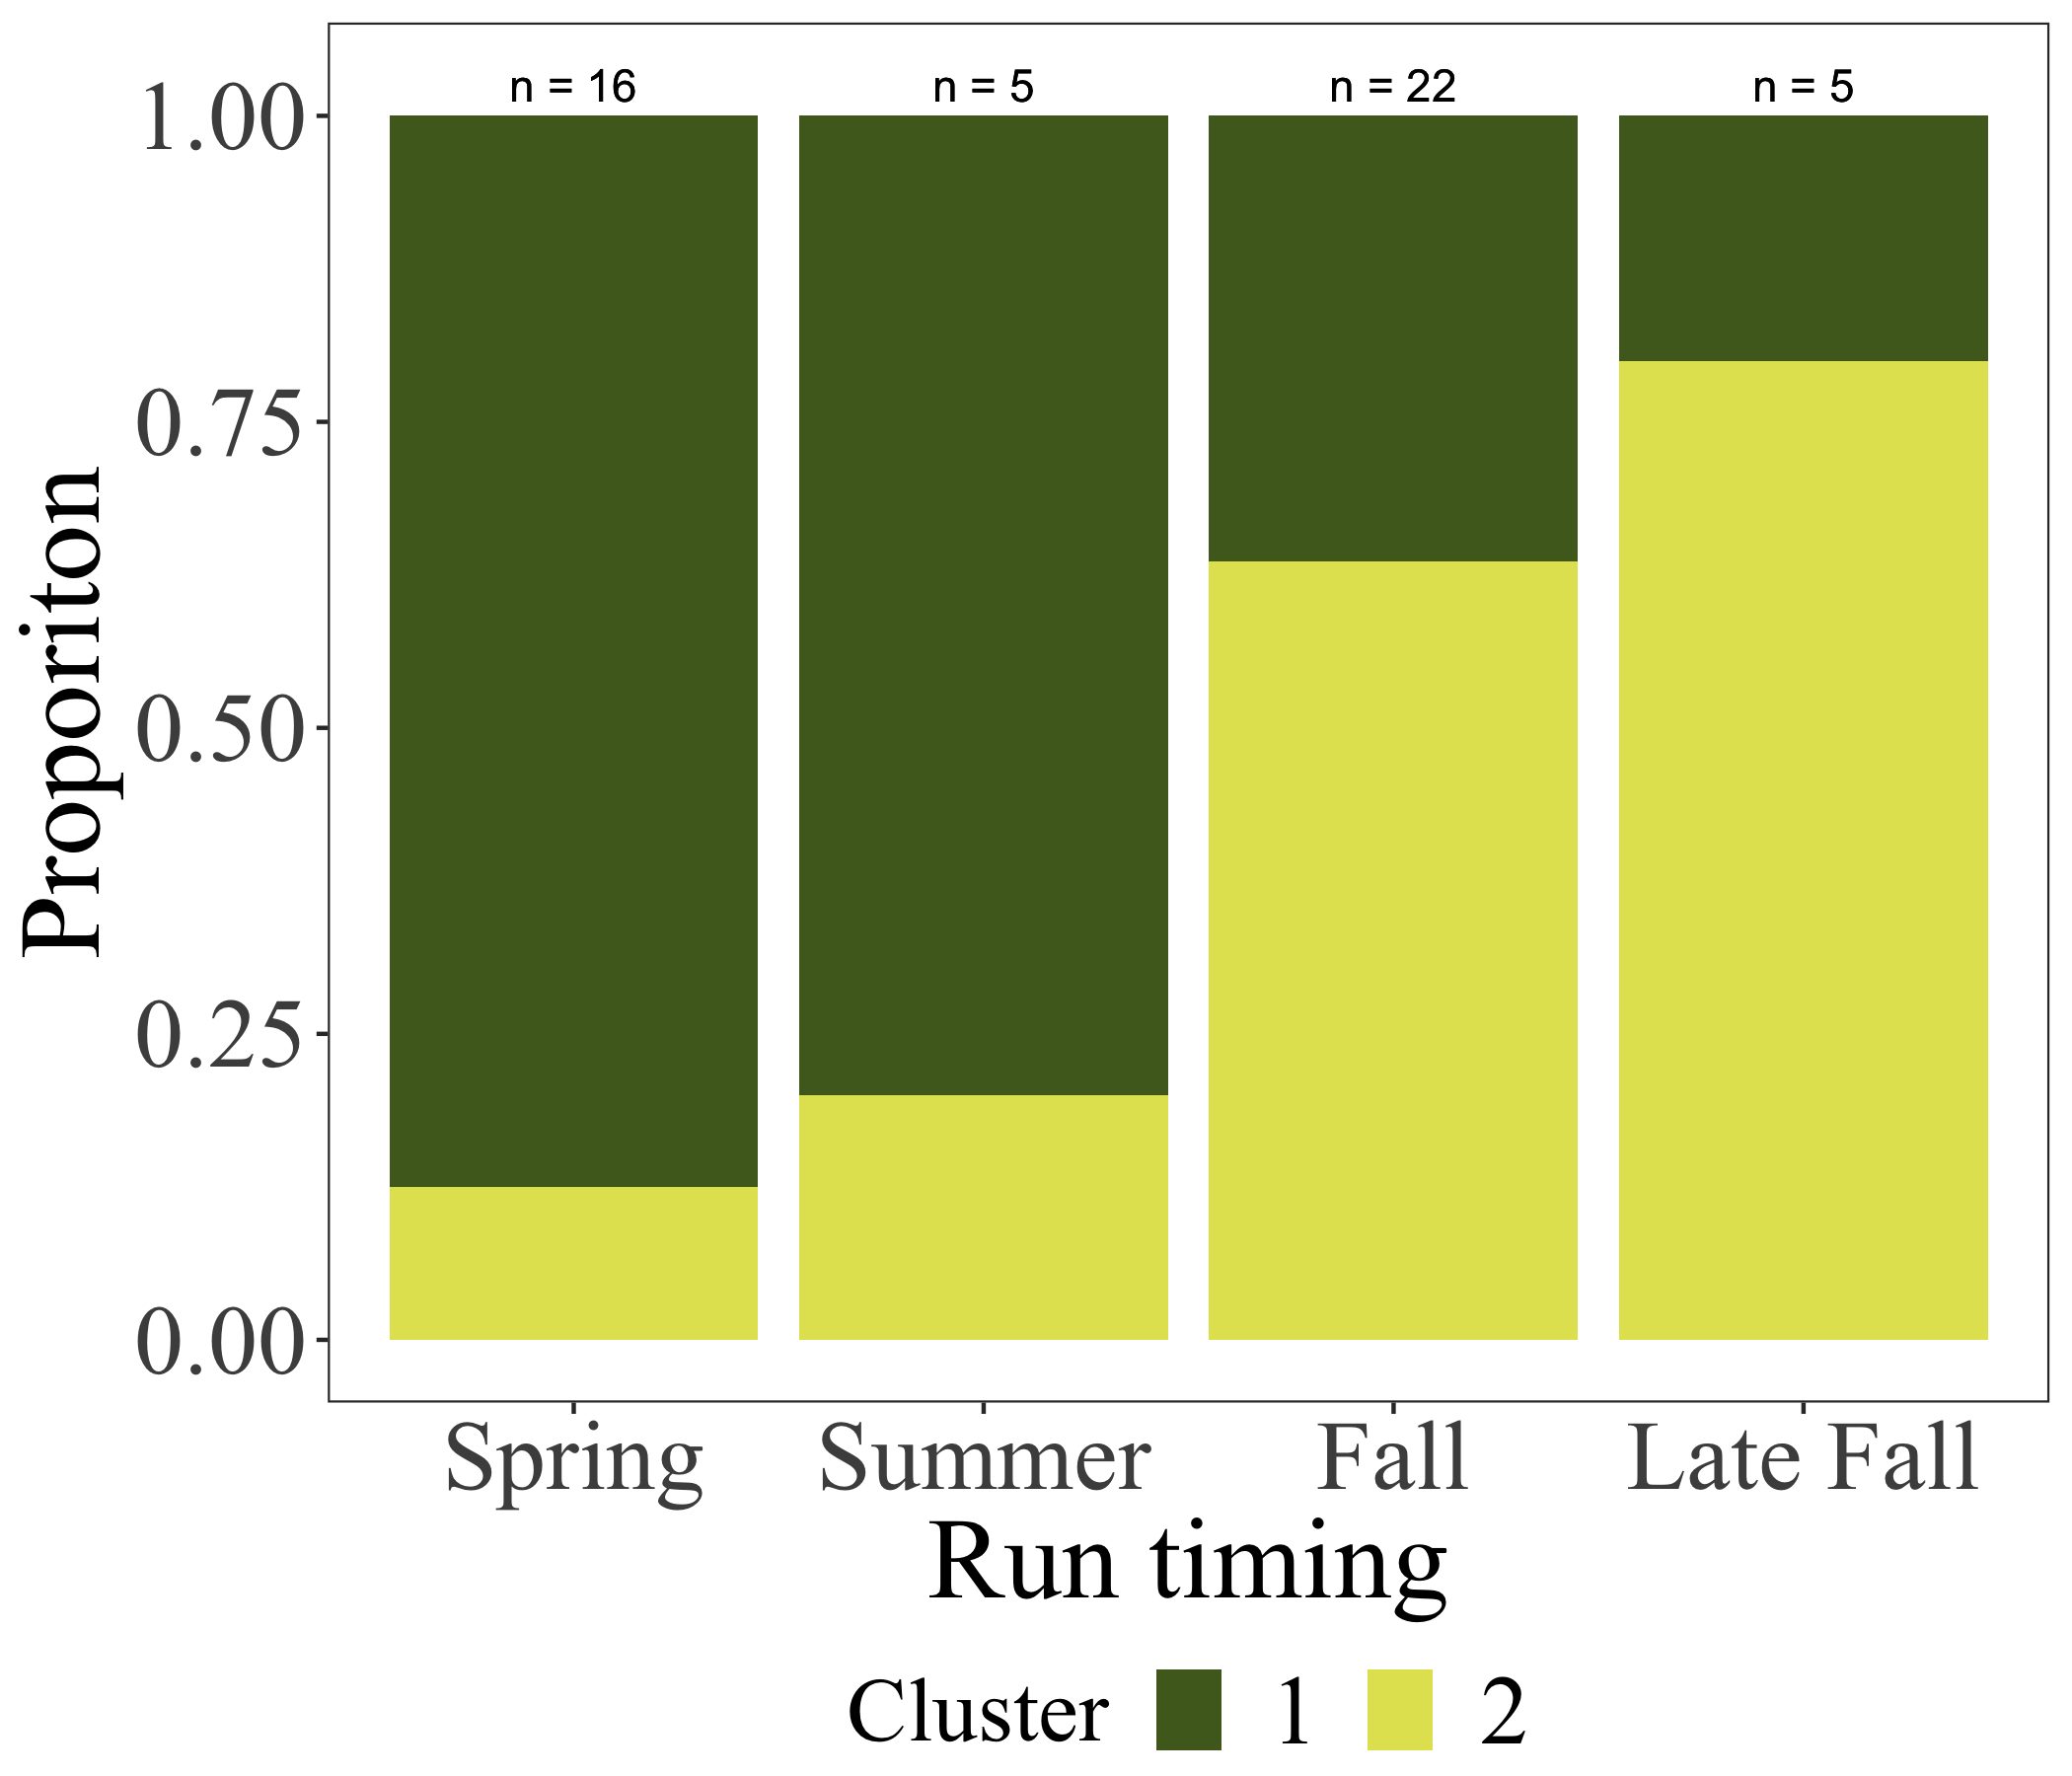 n = 16 n = 5 n = 22 n = 5
1.00
0.75
0.50
0.25
0.00
Proporiton
Spring Summer Fall Late Fall
Run timing
Cluster 1 2